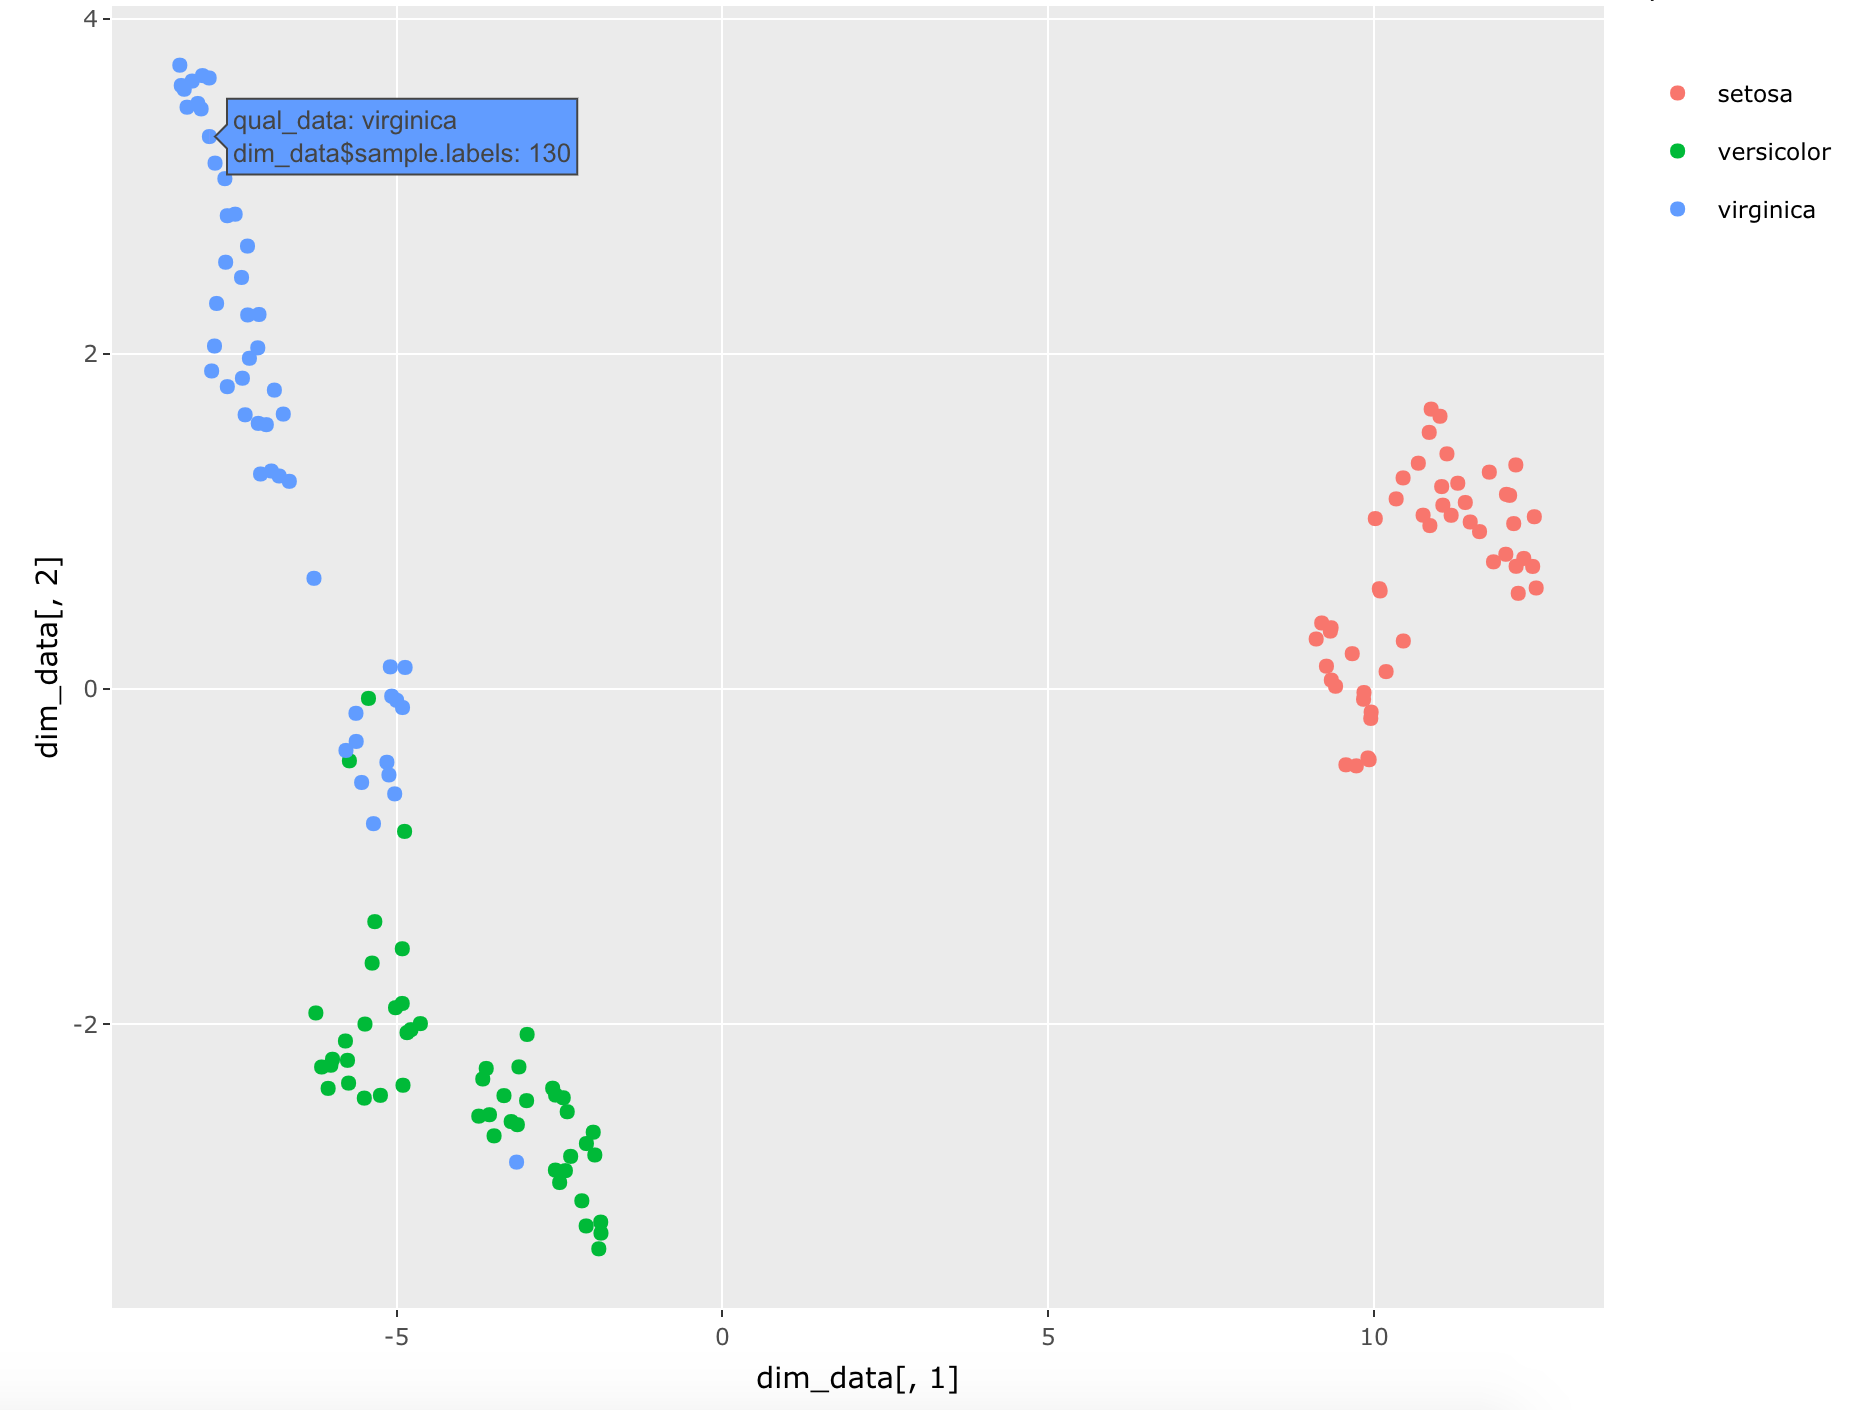 4
2
0
-2
-5
0
5
10
dim_data[, 2]
dim_data[, 1]
qual_data: virginica
dim_data$sample.labels: 130
setosa
versicolor
virginica